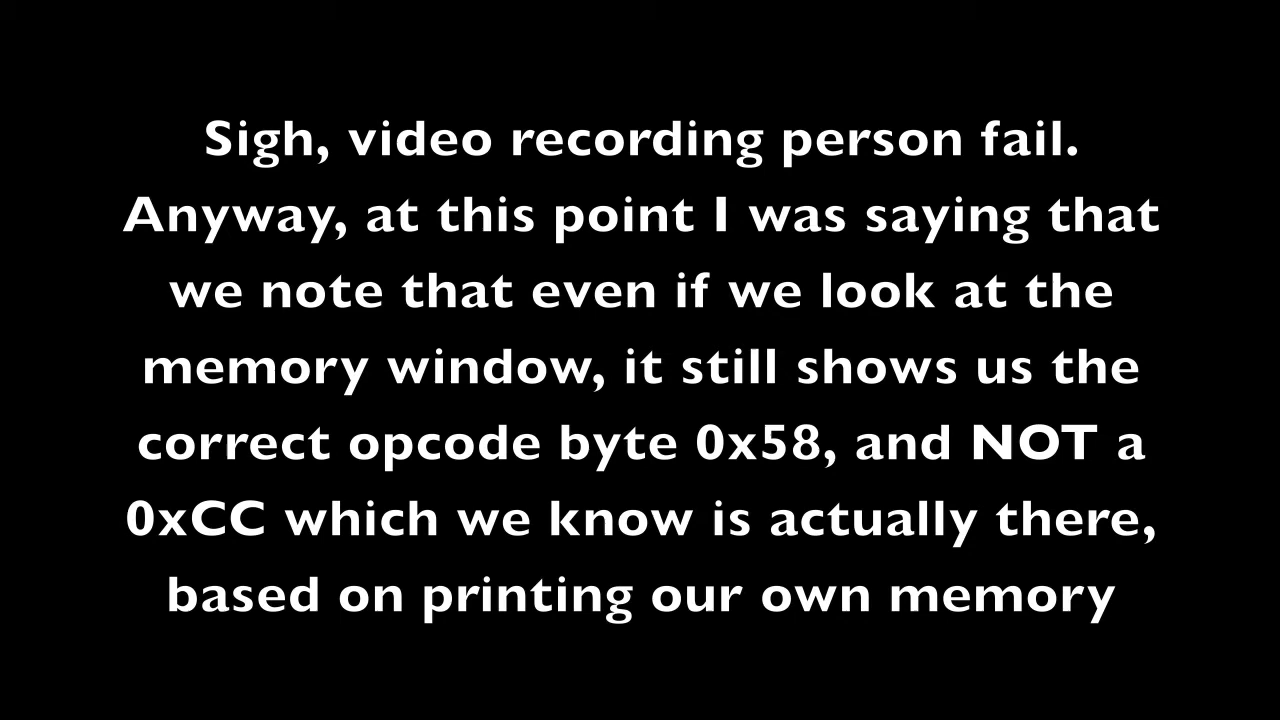 Sigh, video recording person fail.
Anyway, at this point I was saying that
we note that even if we look at the
memory window, it still shows us the
correct opcode byte 0x58, and NOT a
0xCC which we know is actually there,
based on printing our own memory